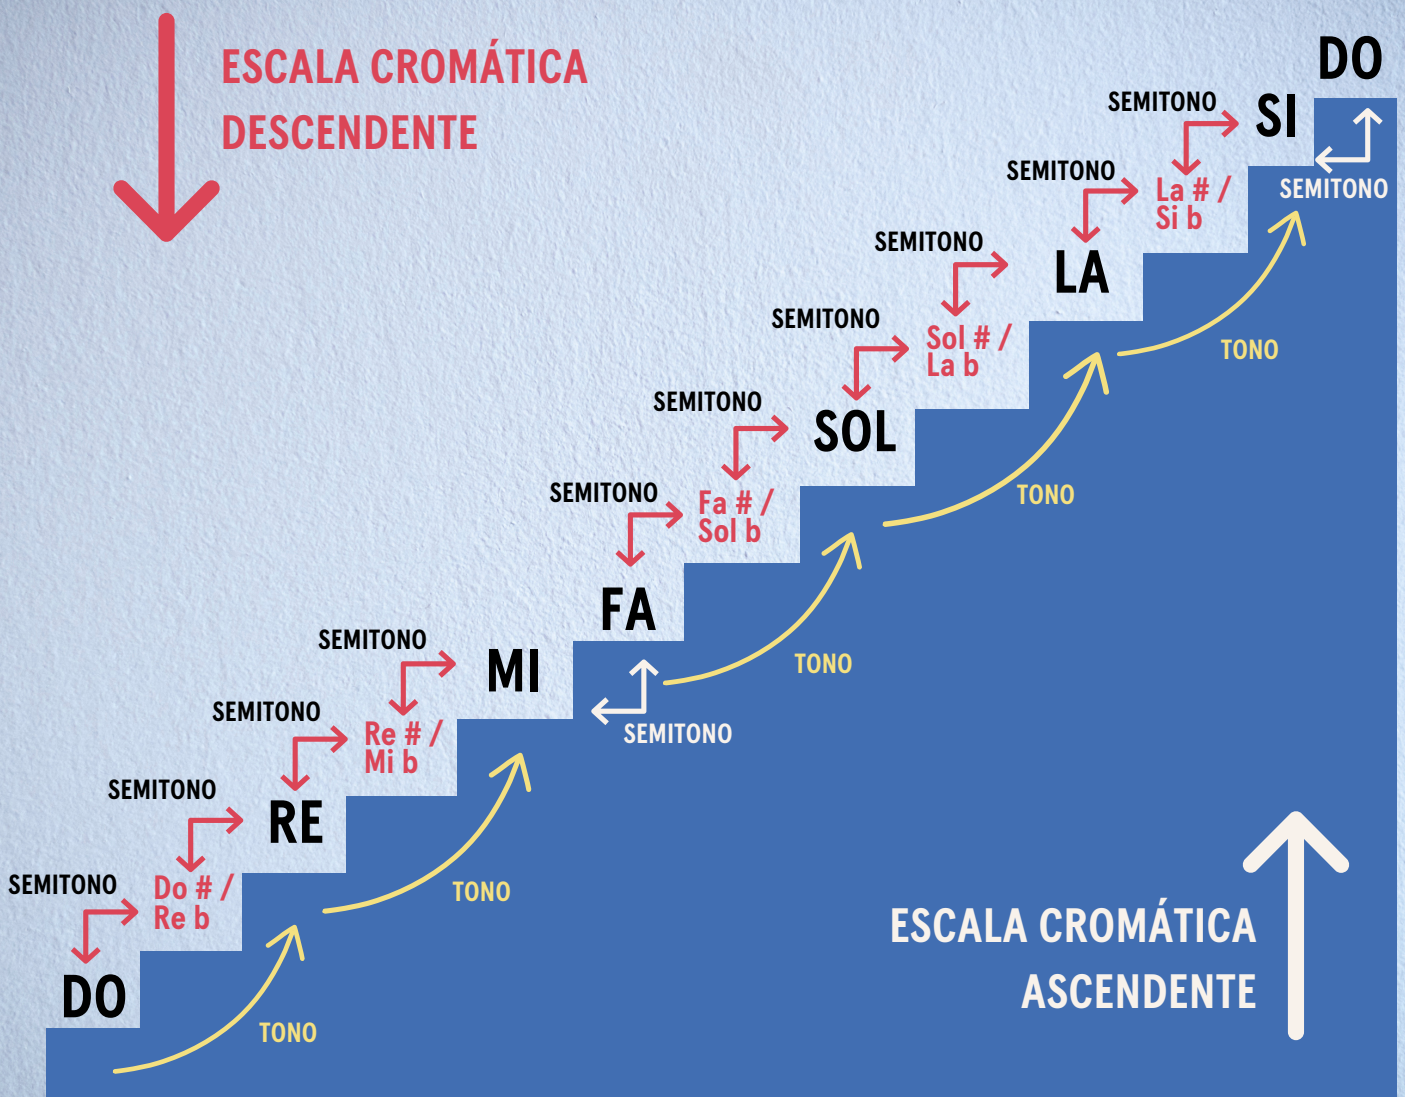 ESCALA CROMÁTICA
DESCENDENTE
DO
SEMITONO
SI
SEMITONO
La # /
Si b
SEMITONO
SEMITONO
LA
SEMITONO
Sol # /
La b
TONO
SEMITONO
SOL
SEMITONO
Fa # /
Sol b
TONO
SEMITONO
FA
TONO
SEMITONO
MI
SEMITONO
Re # /
Mi b
SEMITONO
RE
SEMITONO
Do # /
Re b
TONO
SEMITONO
DO
TONO
ESCALA CROMÁTICA
ASCENDENTE